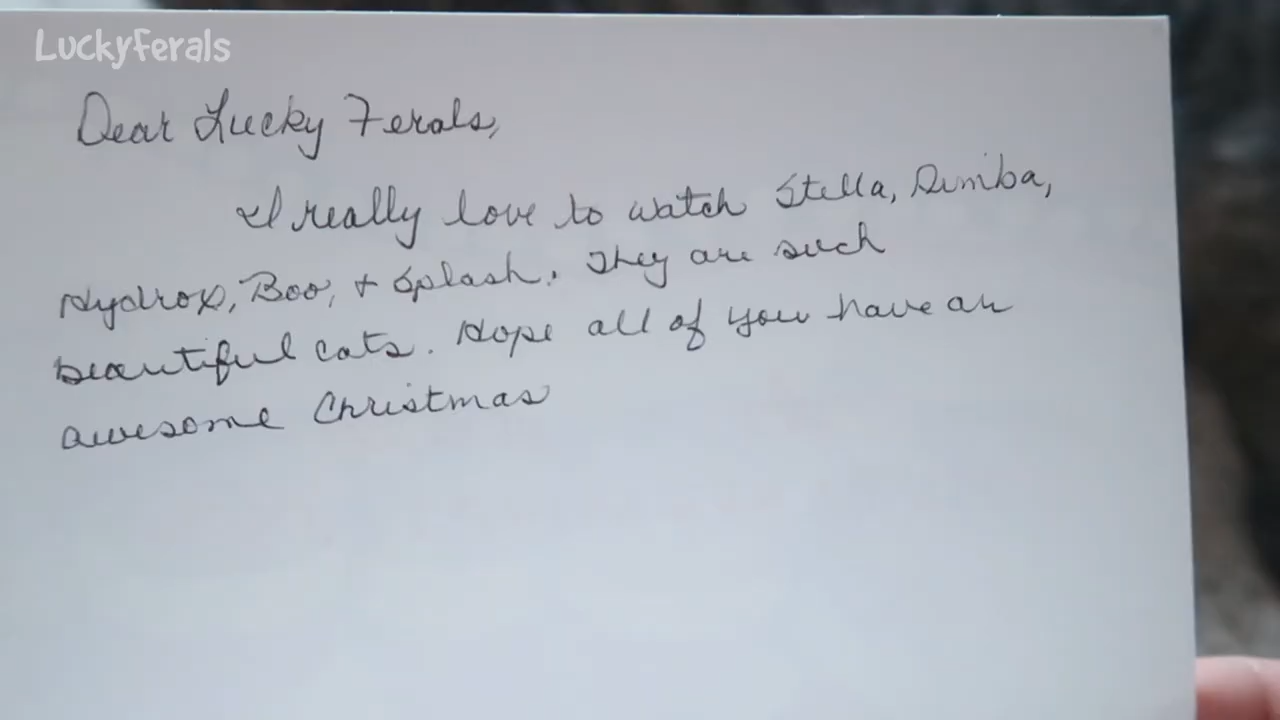 LuckyFerals
Dear Lucky Ferals,
I really love to watch Stella, Simba,
Hydrox, Boo, + Splash. They are such
beautiful cats. Hope all of you have an
awesome Christmas